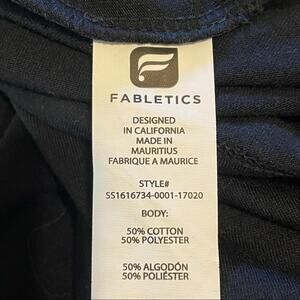 FABLETICS
DESIGNED
IN CALIFORNIA
MADE IN
MAURITIUS
FABRIQUE A MAURICE
STYLE#
SS1616734-0001-17020
BODY:
50% COTTON
50% POLYESTER
50% ALGODÓN
50% POLIÉSTER